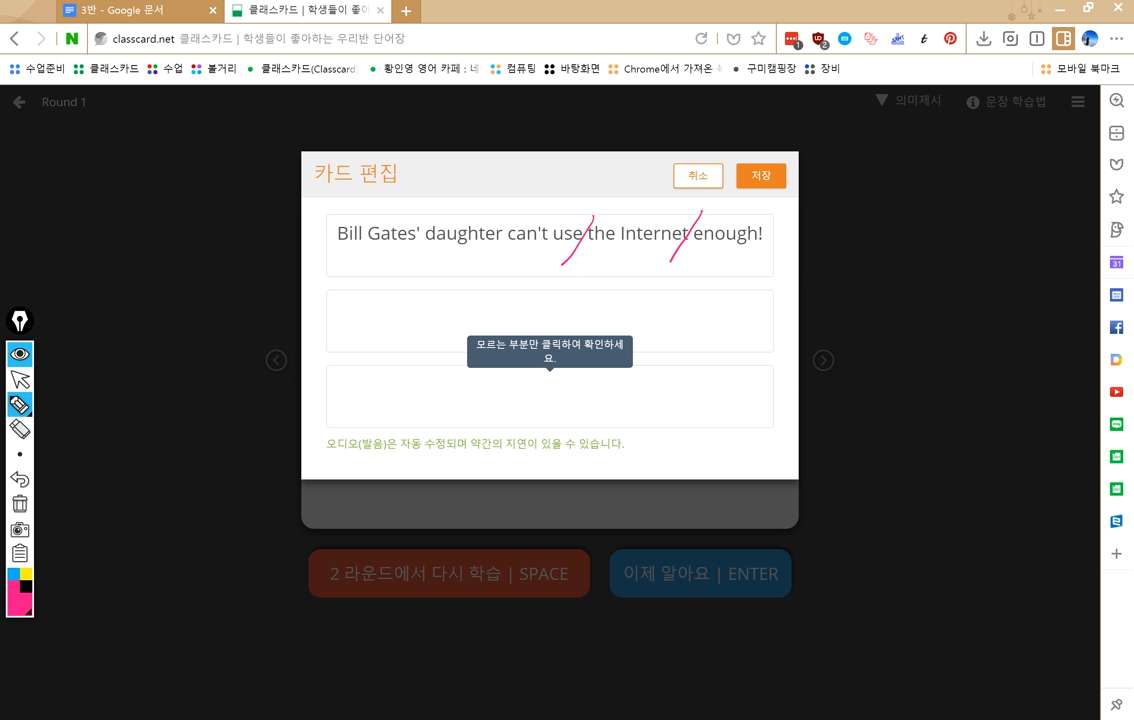 3반 - Google 문서
클래스카드 | 학생들이 좋아
classcard.net 클래스카드 | 학생들이 좋아하는 우리반 단어장
수업준비
클래스카드
수업
볼거리
클래스카드(Classcard
황인영 영어 카페 ; 네
컴퓨팅
바탕화면
Chrome에서 가져온
구미캠핑장
장비
모바일 북마크
Round 1
의미제시
문장 학습법
카드 편집
취소
저장
Bill Gates' daughter can't use the Internet enough!
모르는 부분만 클릭하여 확인하세
요.
오디오(발음)은 자동 수정되며 약간의 지연이 있을 수 있습니다.
2 라운드에서 다시 학습 | SPACE
이제 알아요 | ENTER